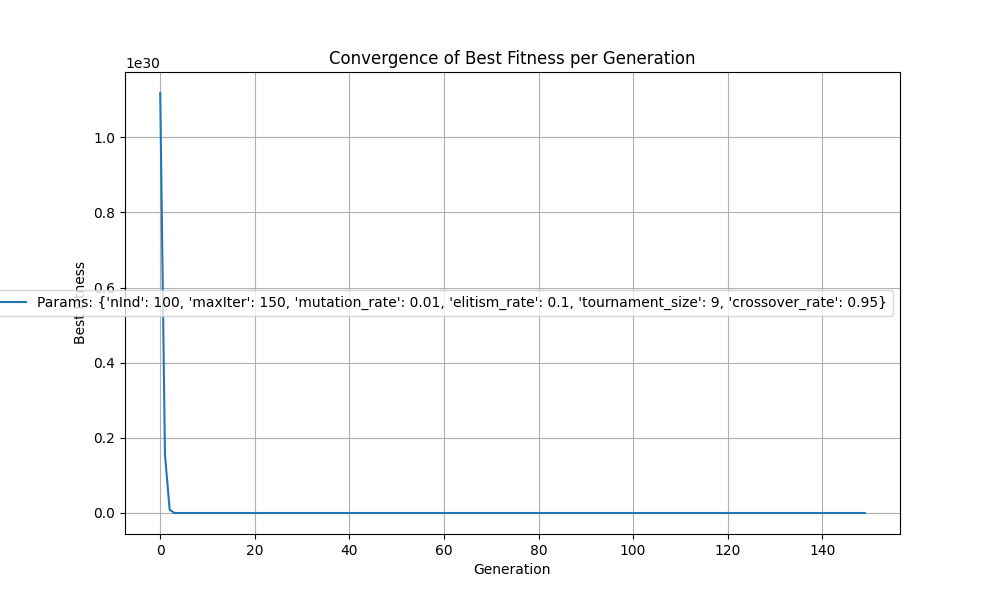 Convergence of Best Fitness per Generation
1e30
1.0
0.8
0.6
Params: {'nInd': 100, 'maxIter': 150, 'mutation_rate': 0.01, 'elitism_rate': 0.1, 'tournament_size': 9, 'crossover_rate': 0.95}
0.4
0.2
0.0
0 20 40 60 80 100 120 140
Generation
Best